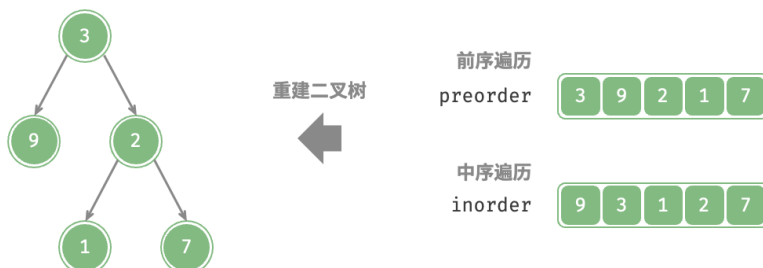 3
前序遍历
重建二叉树
preorder 3 9 2 1 7
9 2
中序遍历
inorder 9 3 1 2 7
1 7